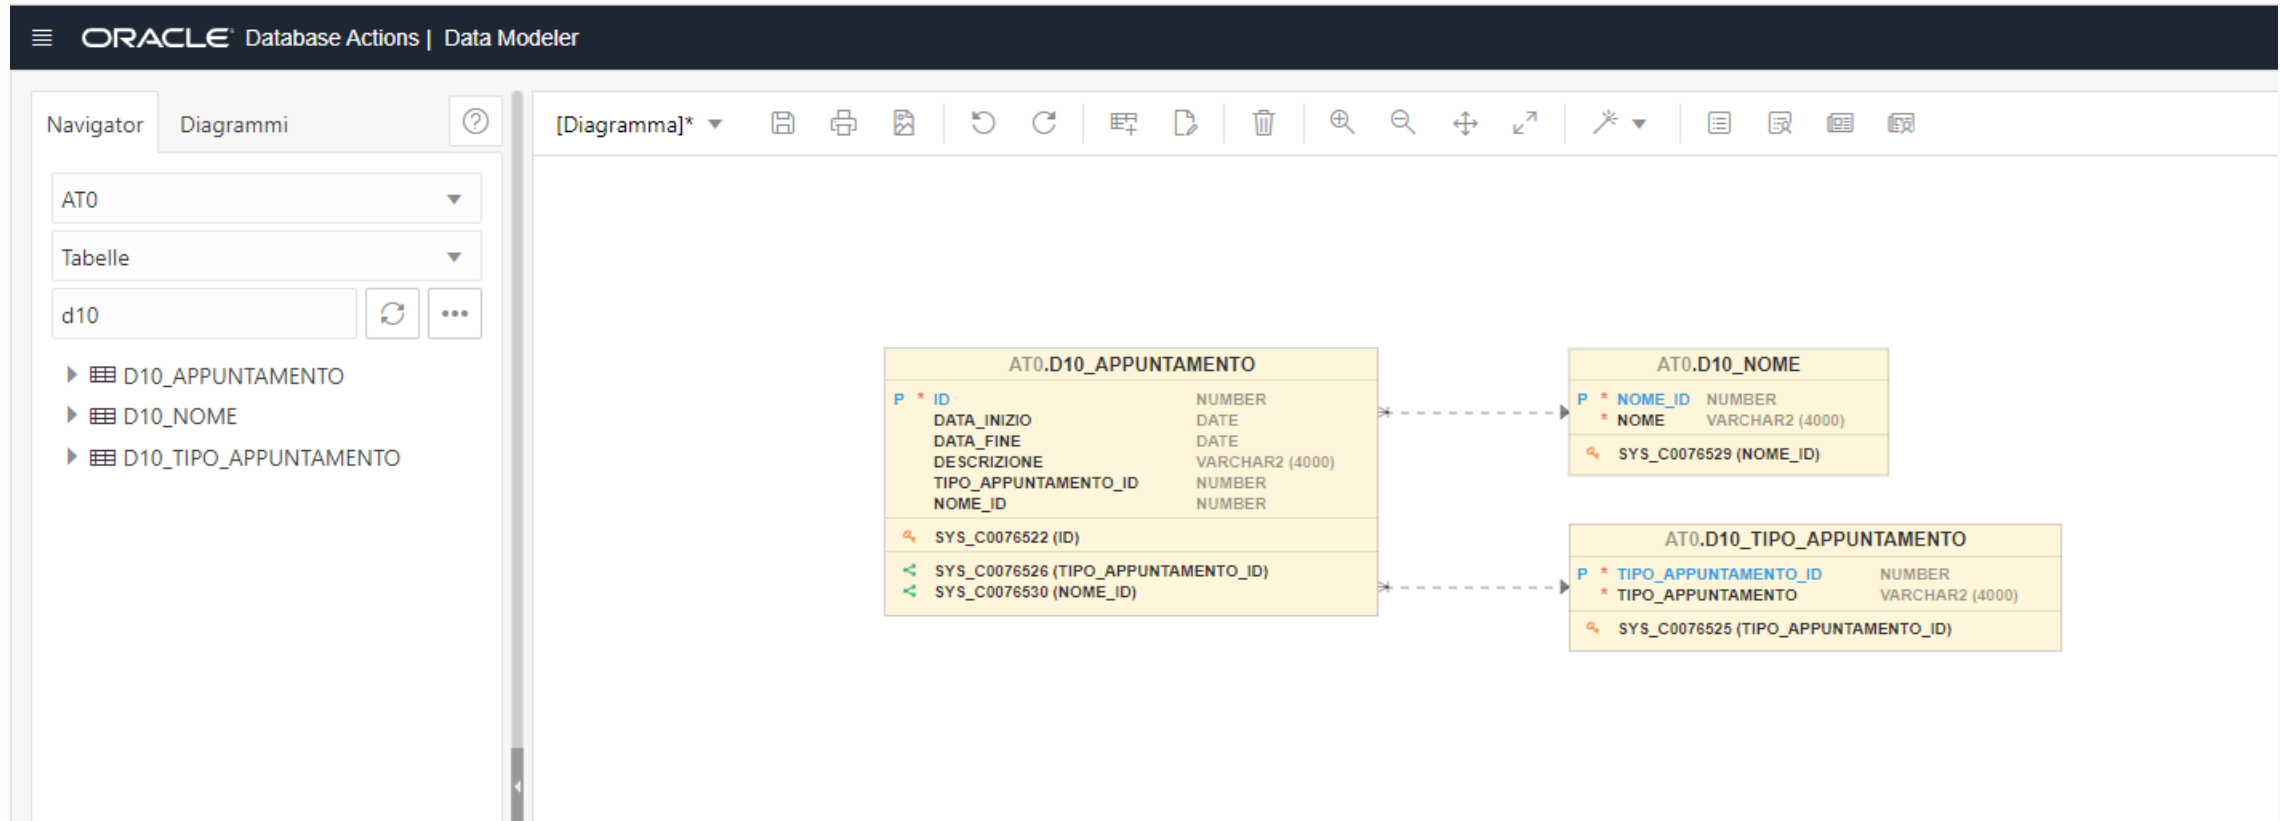 ORACLE Database Actions | Data Modeler
Navigator
Diagrammi
[Diagramma]*
AT0
Tabelle
d10
D10_APPUNTAMENTO
D10_NOME
D10_TIPO_APPUNTAMENTO
AT0.D10_APPUNTAMENTO
P * ID NUMBER
DATA_INIZIO DATE
DATA_FINE DATE
DESCRIZIONE VARCHAR2 (4000)
TIPO_APPUNTAMENTO_ID NUMBER
NOME_ID NUMBER
SYS_C0076522 (ID)
SYS_C0076526 (TIPO_APPUNTAMENTO_ID)
SYS_C0076530 (NOME_ID)
AT0.D10_NOME
P * NOME_ID NUMBER
* NOME VARCHAR2 (4000)
SYS_C0076529 (NOME_ID)
AT0.D10_TIPO_APPUNTAMENTO
P * TIPO_APPUNTAMENTO_ID NUMBER
* TIPO_APPUNTAMENTO VARCHAR2 (4000)
SYS_C0076525 (TIPO_APPUNTAMENTO_ID)